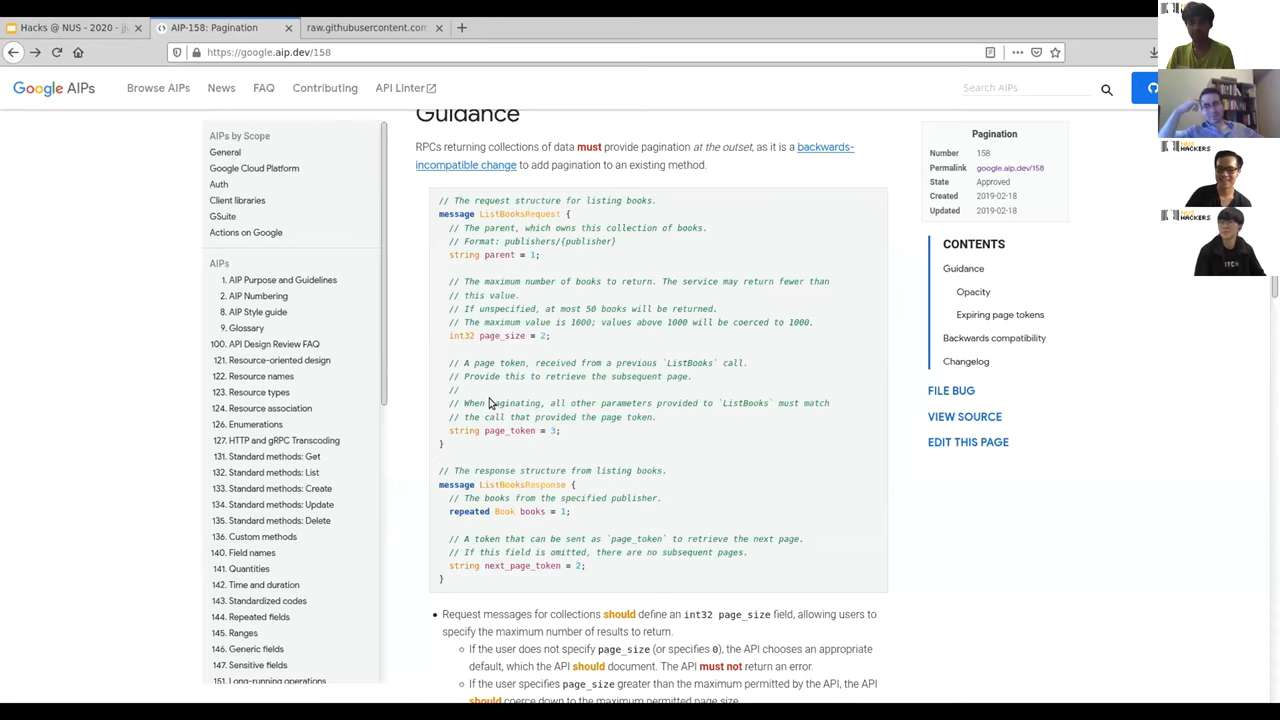 Hacks @ NUS - 2020 - j
AIP-158: Pagination
raw.githubusercontent.com
https://google.aip.dev/158
Google AIPs
Browse AIPs
News
FAQ
Contributing
API Linter
Search AIPs
AIPs by Scope
General
Google Cloud Platform
Auth
Client libraries
GSuite
Actions on Google
AIPs
1. AIP Purpose and Guidelines
2. AIP Numbering
8. AIP Style guide
9. Glossary
100. API Design Review FAQ
121. Resource-oriented design
122. Resource names
123. Resource types
124. Resource association
126. Enumerations
127. HTTP and gRPC Transcoding
131. Standard methods: Get
132. Standard methods: List
133. Standard methods: Create
134. Standard methods: Update
135. Standard methods: Delete
136. Custom methods
140. Field names
141. Quantities
142. Time and duration
143. Standardized codes
144. Repeated fields
145. Ranges
146. Generic fields
147. Sensitive fields
151. Long-running operations
Guidance
RPCs returning collections of data must provide pagination at the outset, as it is a backwards-
incompatible change to add pagination to an existing method.
// The request structure for listing books.
message ListBooksRequest {
// The parent, which owns this collection of books.
// Format: publishers/{publisher}
string parent = 1;
// The maximum number of books to return. The service may return fewer than
// this value.
// If unspecified, at most 50 books will be returned.
// The maximum value is 1000; values above 1000 will be coerced to 1000.
int32 page_size = 2;
// A page token, received from a previous `ListBooks` call.
// Provide this to retrieve the subsequent page.
//
// When paginating, all other parameters provided to `ListBooks` must match
// the call that provided the page token.
string page_token = 3;
}
// The response structure from listing books.
message ListBooksResponse {
// The books from the specified publisher.
repeated Book books = 1;
// A token that can be sent as `page_token` to retrieve the next page.
// If this field is omitted, there are no subsequent pages.
string next_page_token = 2;
}
• Request messages for collections should define an int32 page_size field, allowing users to
specify the maximum number of results to return.
If the user does not specify page_size (or specifies 0), the API chooses an appropriate
default, which the API should document. The API must not return an error.
If the user specifies page_size greater than the maximum permitted by the API, the API
should coerce down to the maximum permitted page size.
Pagination
Number 158
Permalink google.aip.dev/158
State Approved
Created 2019-02-18
Updated 2019-02-18
CONTENTS
Guidance
Opacity
Expiring page tokens
Backwards compatibility
Changelog
FILE BUG
VIEW SOURCE
EDIT THIS PAGE
HACKERS
NUS
HACKERS